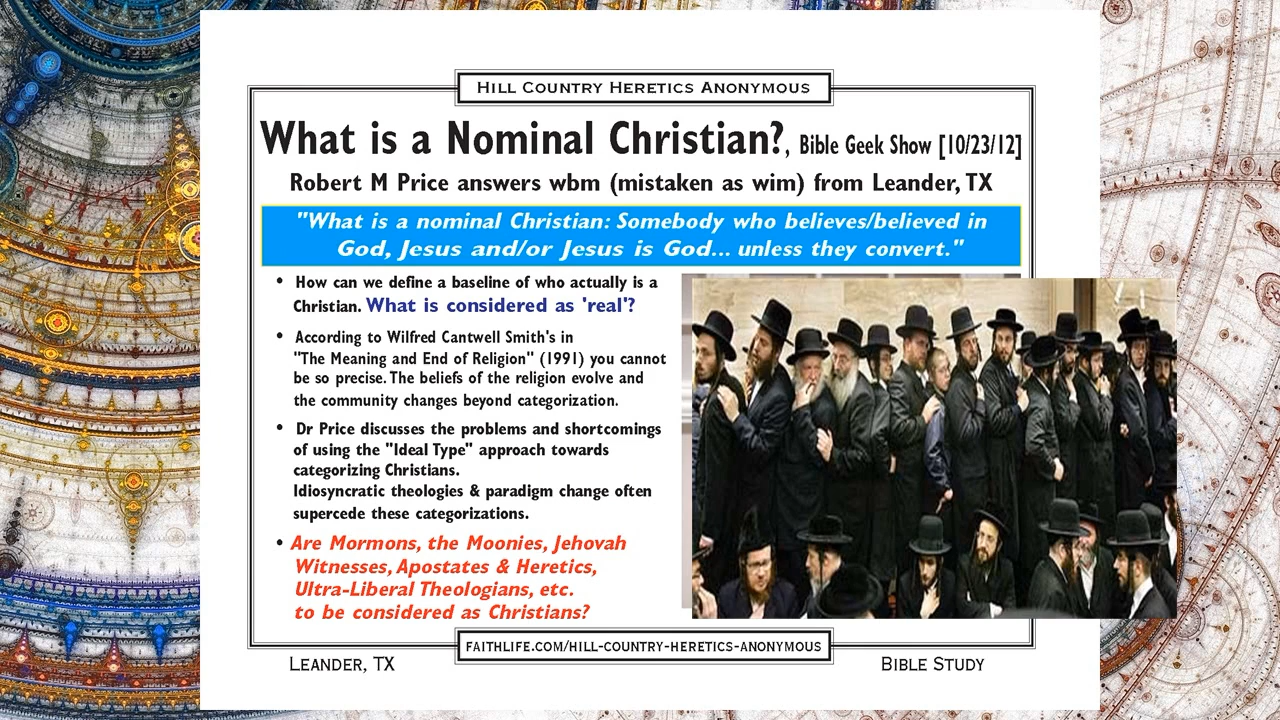 HILL COUNTRY HERETICS ANONYMOUS
What is a Nominal Christian?, Bible Geek Show [10/23/12]
Robert M Price answers wbm (mistaken as wim) from Leander, TX
"What is a nominal Christian: Somebody who believes/believed in
God, Jesus and/or Jesus is God... unless they convert."
• How can we define a baseline of who actually is a
Christian. What is considered as 'real'?
• According to Wilfred Cantwell Smith's in
"The Meaning and End of Religion" (1991) you cannot
be so precise. The beliefs of the religion evolve and
the community changes beyond categorization.
• Dr Price discusses the problems and shortcomings
of using the "Ideal Type" approach towards
categorizing Christians.
Idiosyncratic theologies & paradigm change often
supercede these categorizations.
• Are Mormons, the Moonies, Jehovah
Witnesses, Apostates & Heretics,
Ultra-Liberal Theologians, etc.
to be considered as Christians?
FAITHLIFE.COM/HILL-COUNTRY-HERETICS-ANONYMOUS
LEANDER, TX
BIBLE STUDY